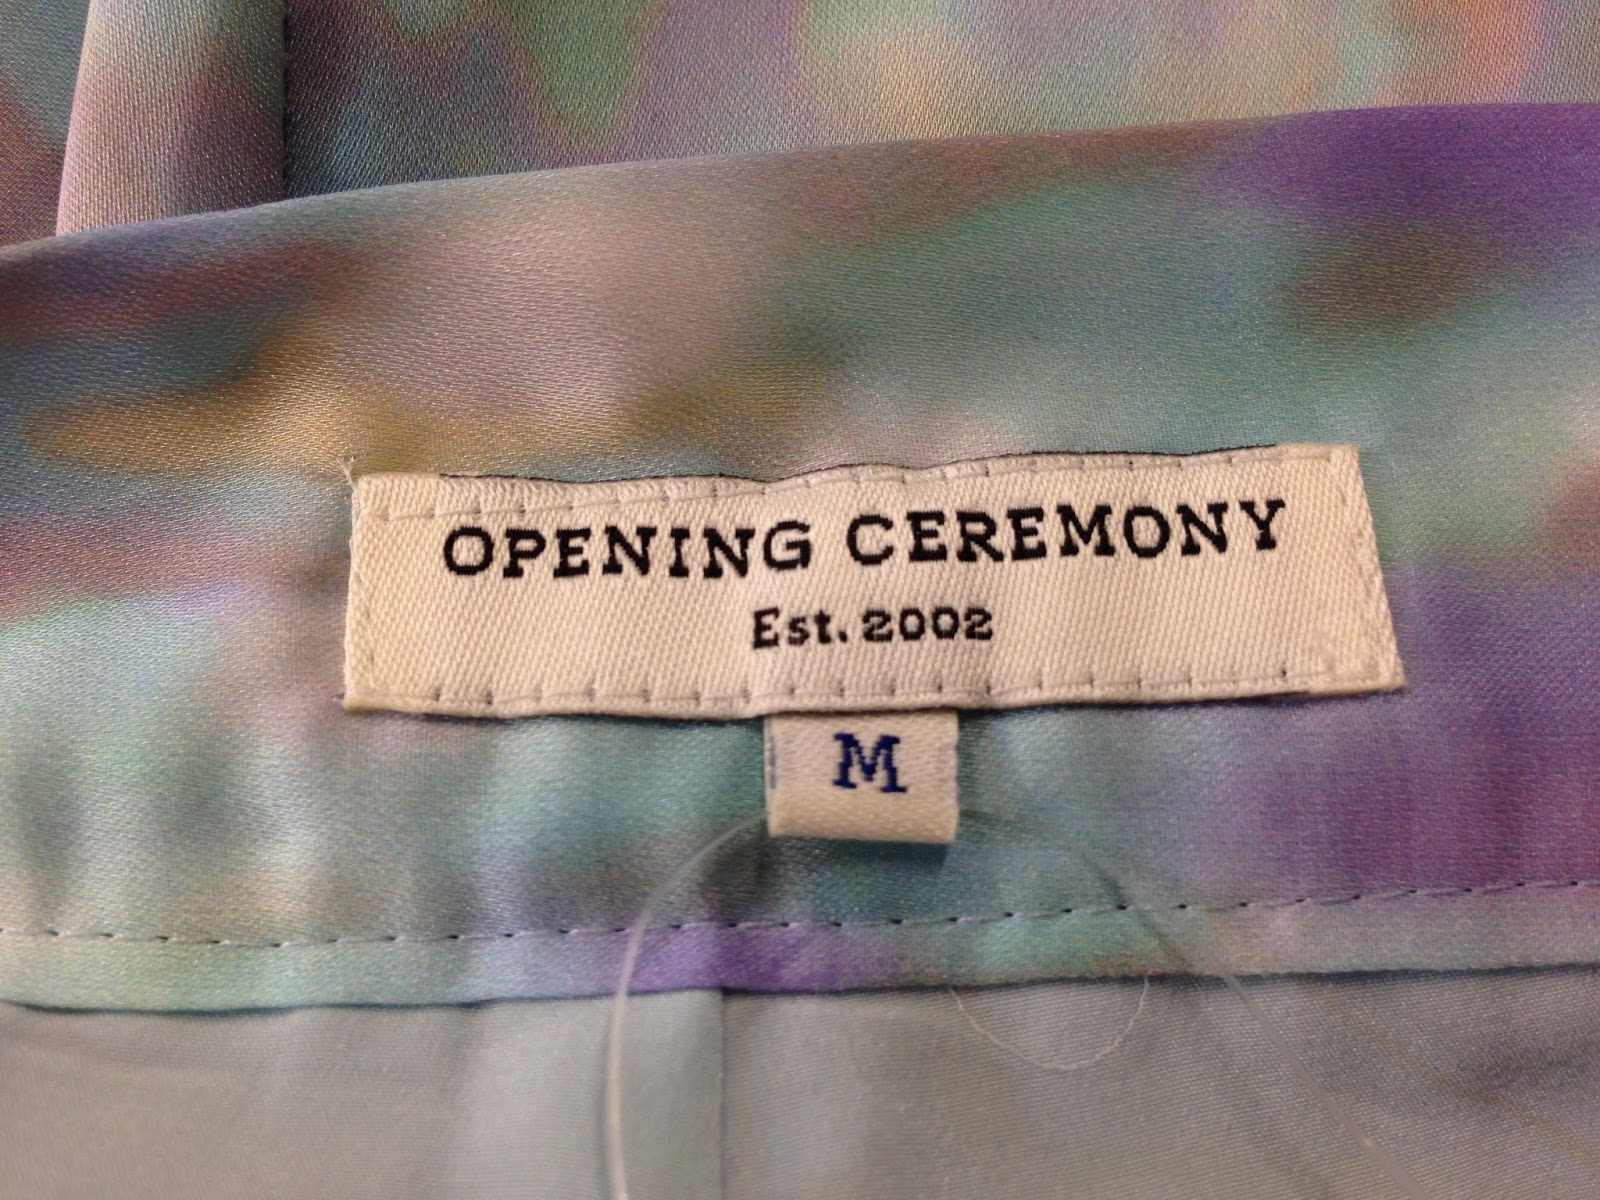 OPENING CEREMONY
Est. 2002
M